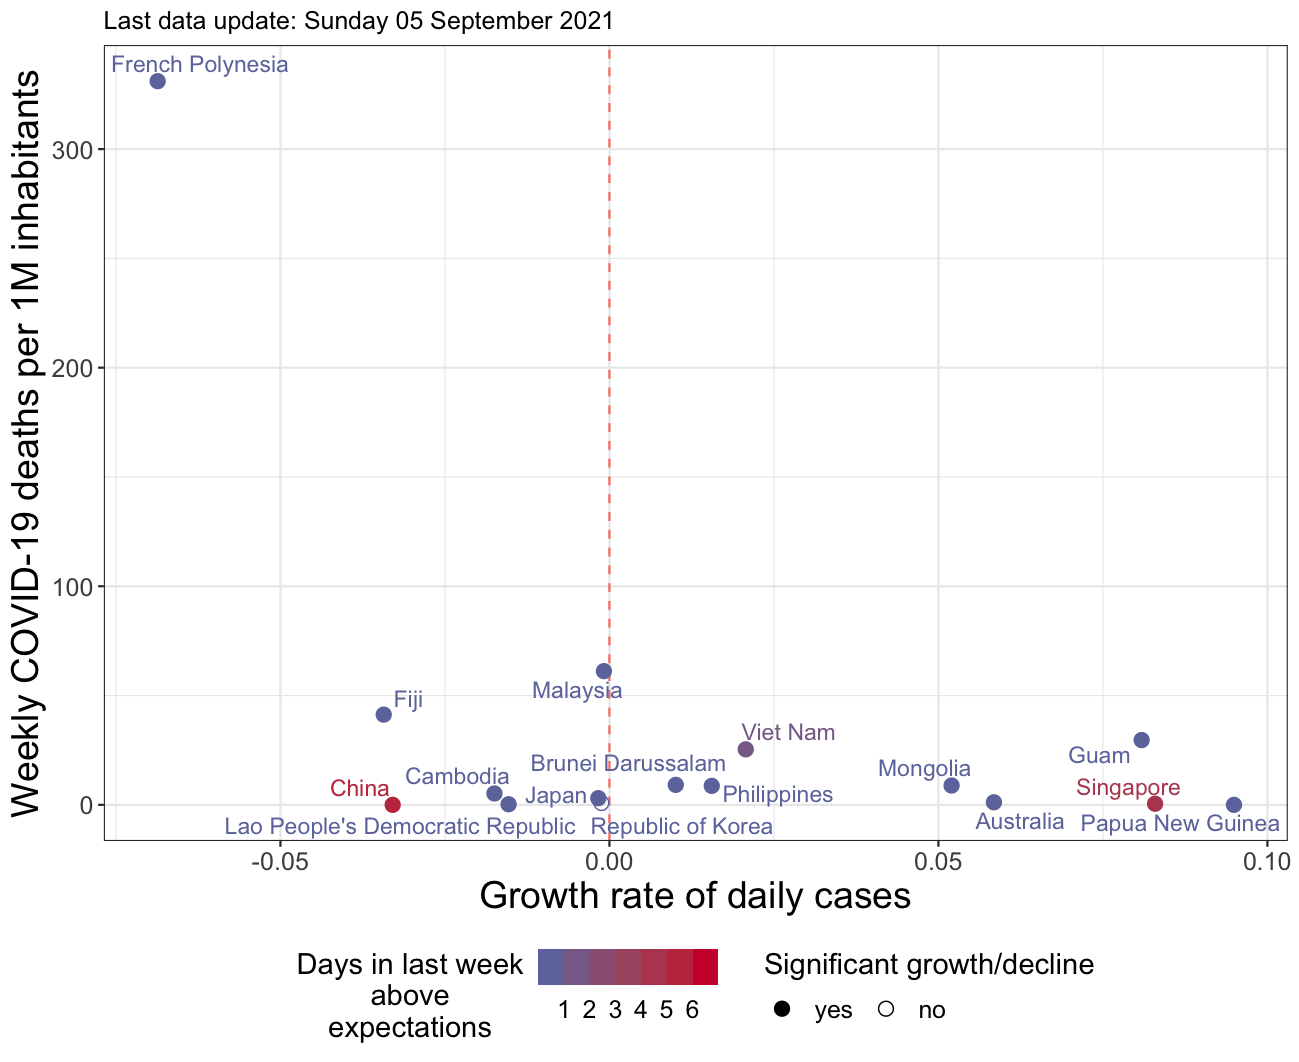 Last data update: Sunday 05 September 2021
Weekly COVID-19 deaths per 1M inhabitants
300
200
100
0
French Polynesia
Malaysia
Fiji
Viet Nam
Guam
Brunei Darussalam
Mongolia
Cambodia
China
Singapore
Japan
Philippines
Lao People's Democratic Republic
Republic of Korea
Australia
Papua New Guinea
-0.05
0.00
0.05
0.10
Growth rate of daily cases
Days in last week
above
expectations
1 2 3 4 5 6
Significant growth/decline
yes
no